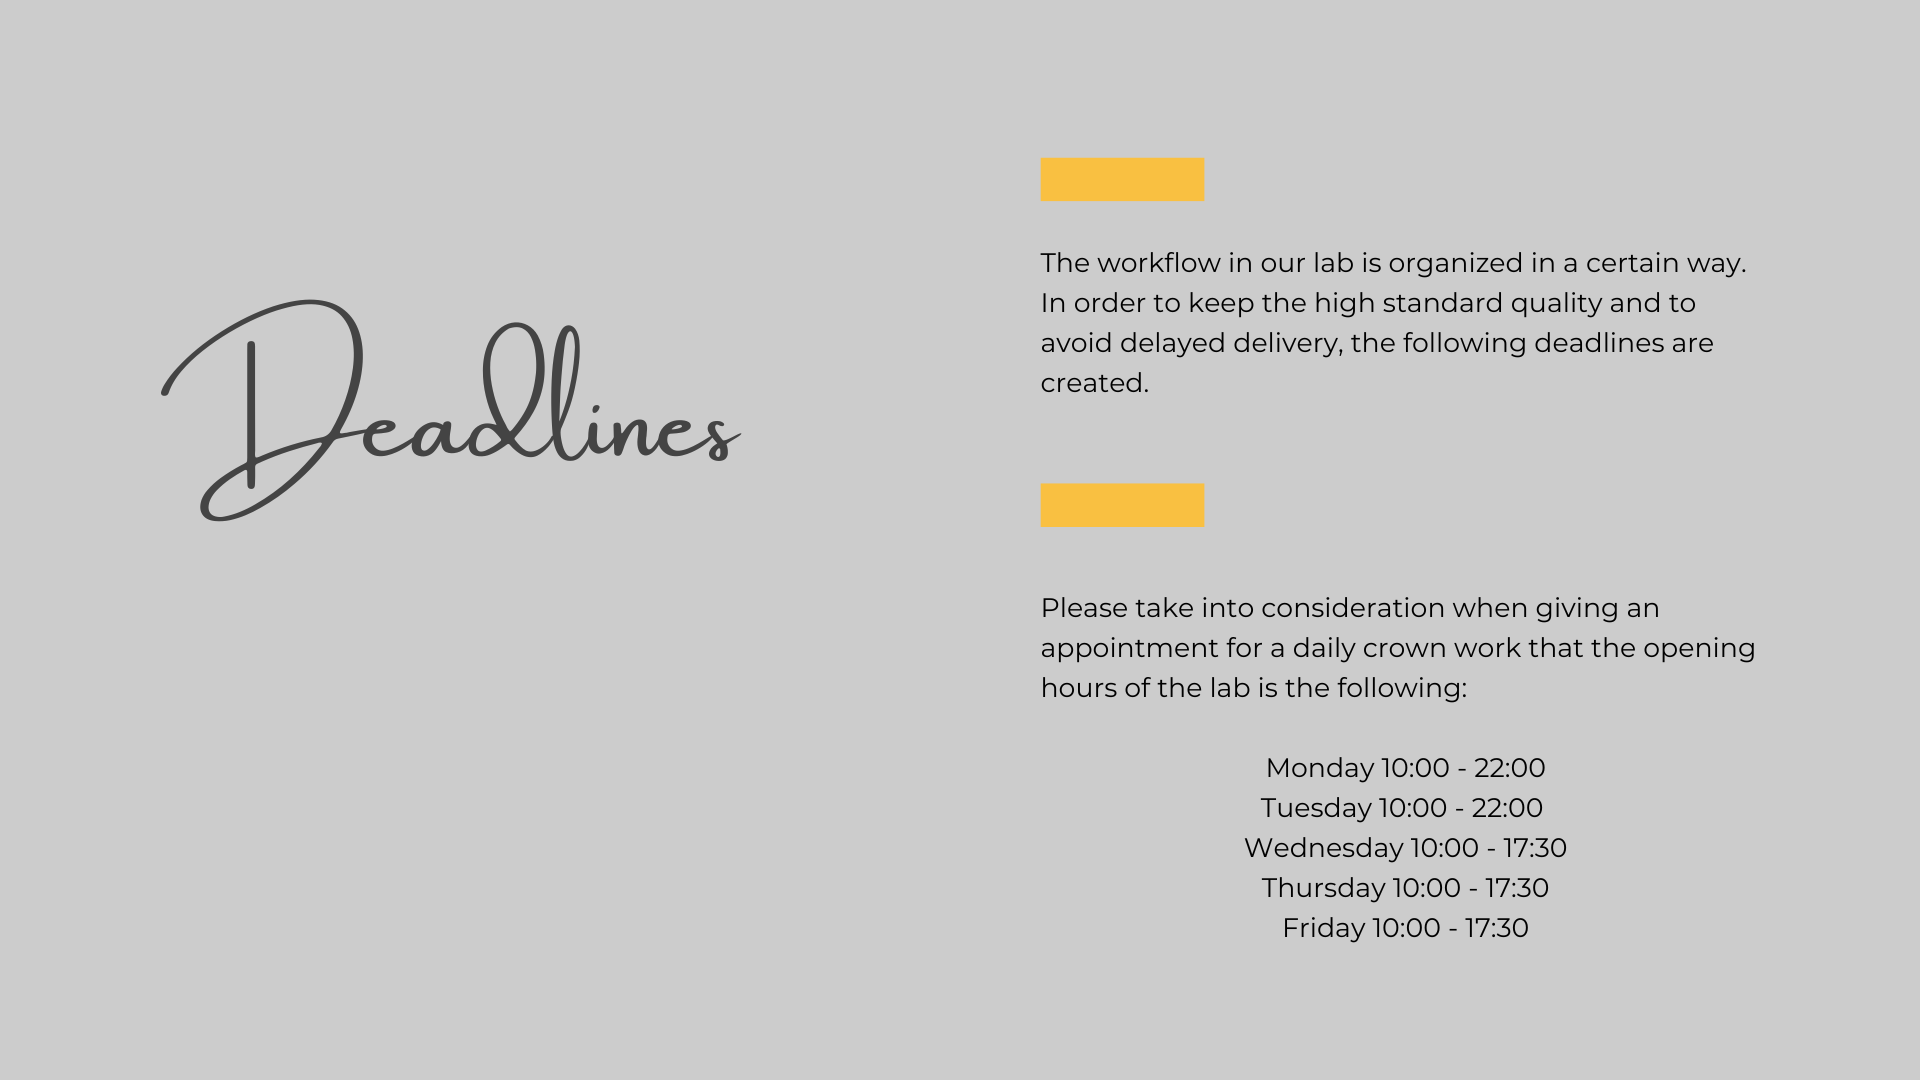 Deadlines
The workflow in our lab is organized in a certain way.
In order to keep the high standard quality and to
avoid delayed delivery, the following deadlines are
created.
Please take into consideration when giving an
appointment for a daily crown work that the opening
hours of the lab is the following:
Monday 10:00 - 22:00
Tuesday 10:00 - 22:00
Wednesday 10:00 - 17:30
Thursday 10:00 - 17:30
Friday 10:00 - 17:30